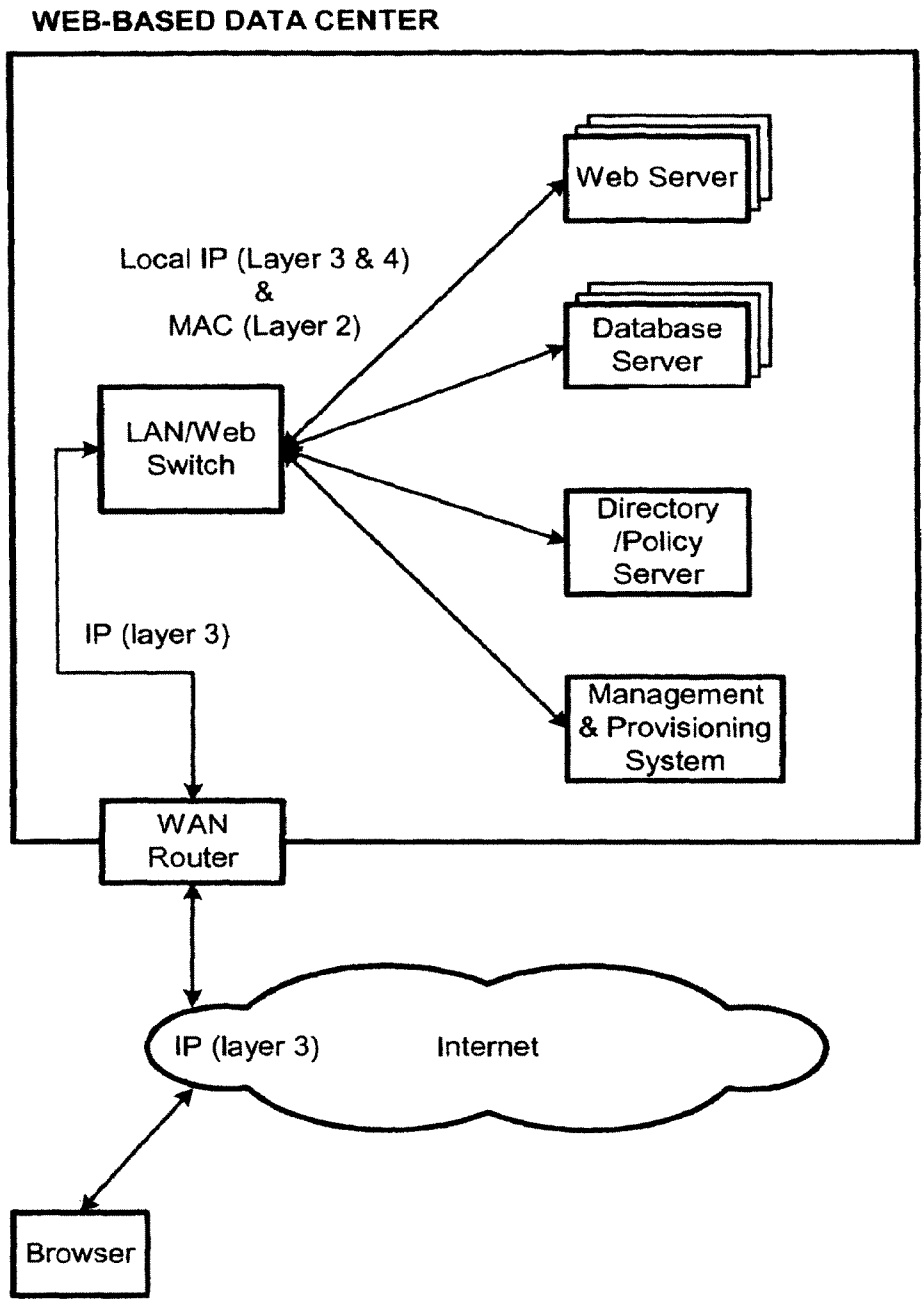 WEB-BASED DATA CENTER
Web Server
Local IP (Layer 3 & 4)
&
MAC (Layer 2)
Database
Server
LAN/Web
Switch
Directory
/Policy
Server
IP (layer 3)
Management
& Provisioning
System
WAN
Router
IP (layer 3)
Internet
Browser